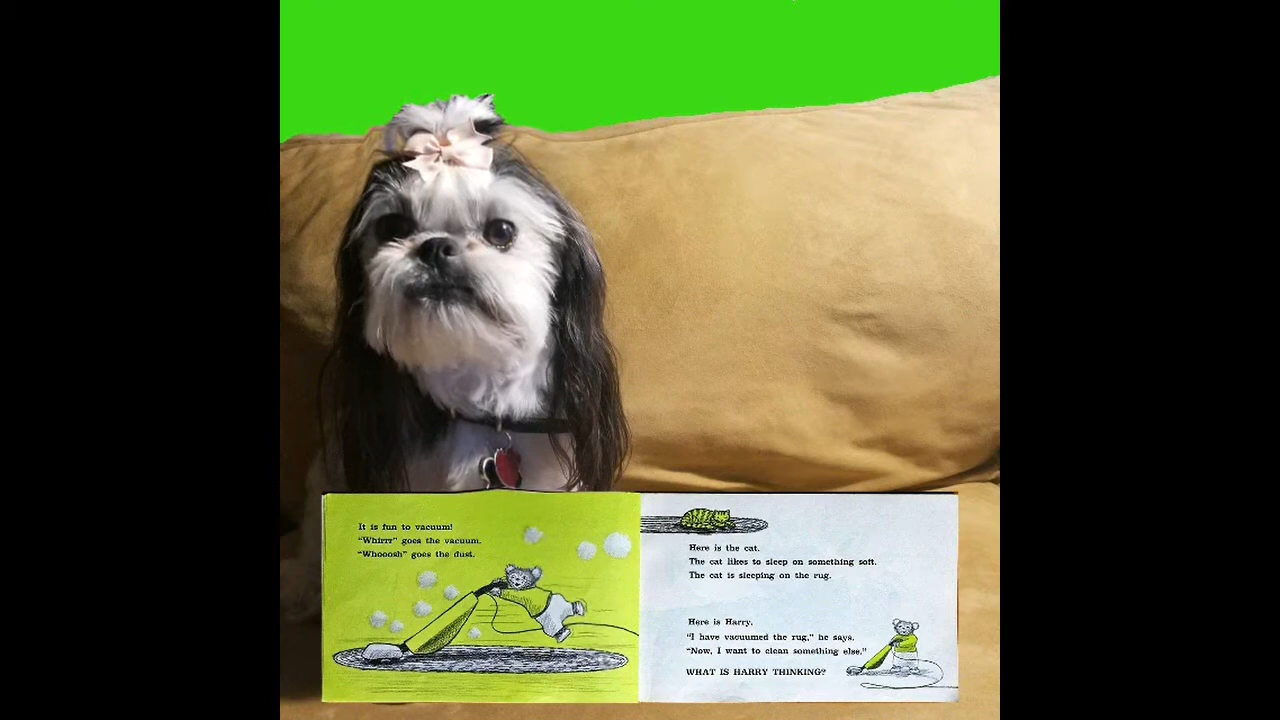 It is fun to vacuum!
"Whirrr" goes the vacuum.
"Whooosh" goes the dust.
Here is the cat.
The cat likes to sleep on something soft.
The cat is sleeping on the rug.
Here is Harry.
"I have vacuumed the rug," he says.
"Now, I want to clean something else."
WHAT IS HARRY THINKING?